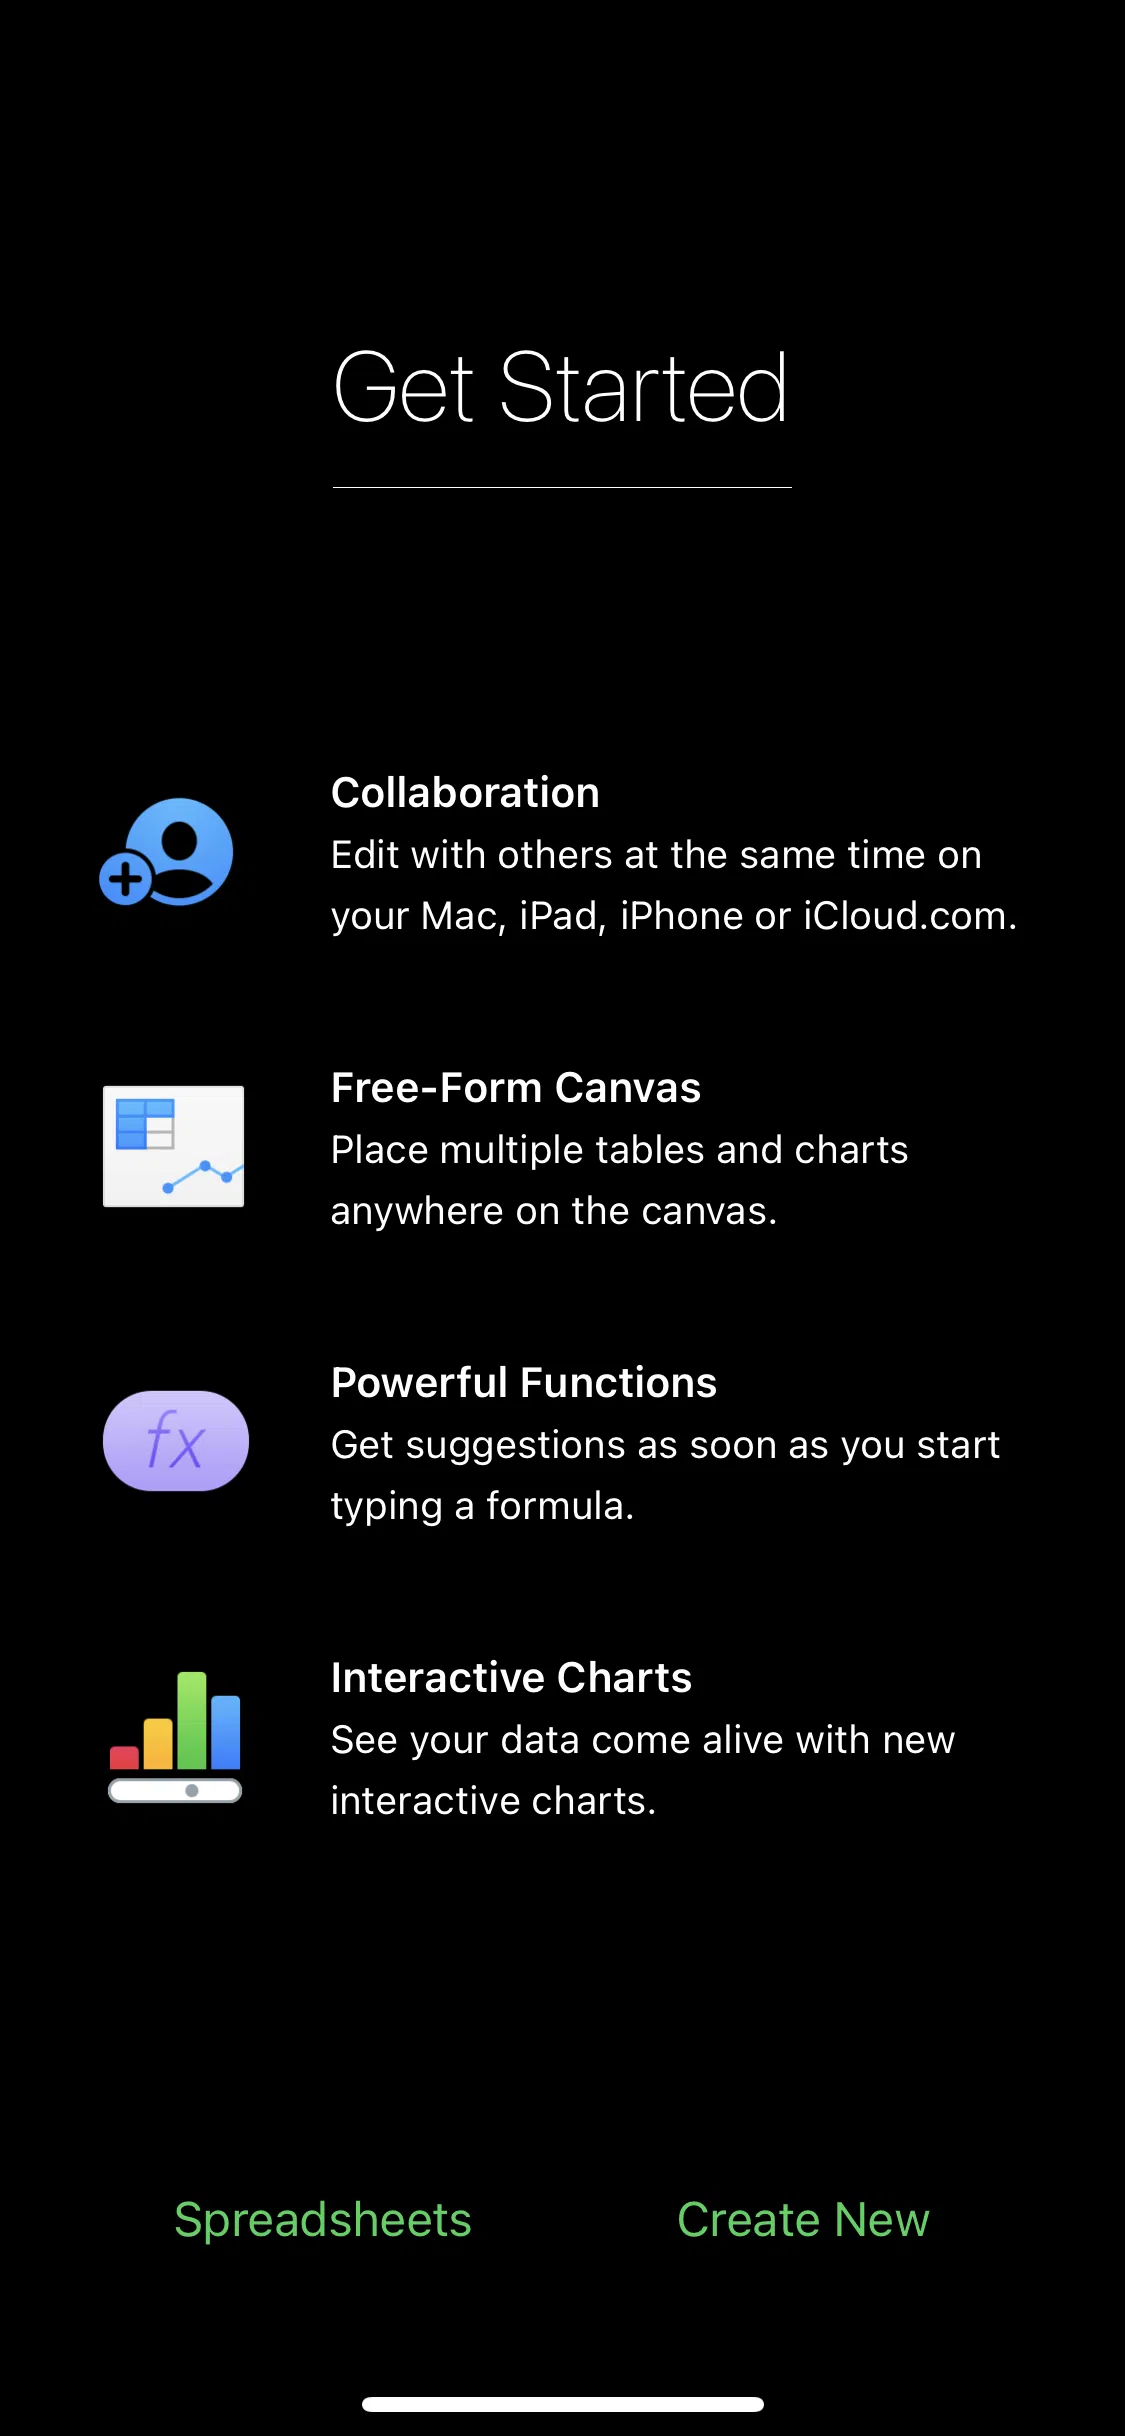 Get Started
Collaboration
Edit with others at the same time on
your Mac, iPad, iPhone or iCloud.com.
Free-Form Canvas
Place multiple tables and charts
anywhere on the canvas.
fx
Powerful Functions
Get suggestions as soon as you start
typing a formula.
Interactive Charts
See your data come alive with new
interactive charts.
Spreadsheets
Create New